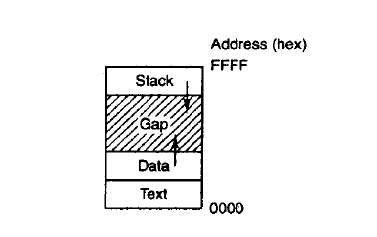 Address (hex)
FFFF
Stack
Gap
Data
Text
0000